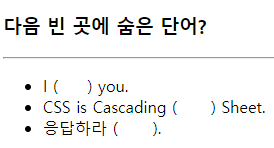 다음 빈 곳에 숨은 단어?
I (      ) you.
CSS is Cascading (      ) Sheet.
응답하라 (      ).